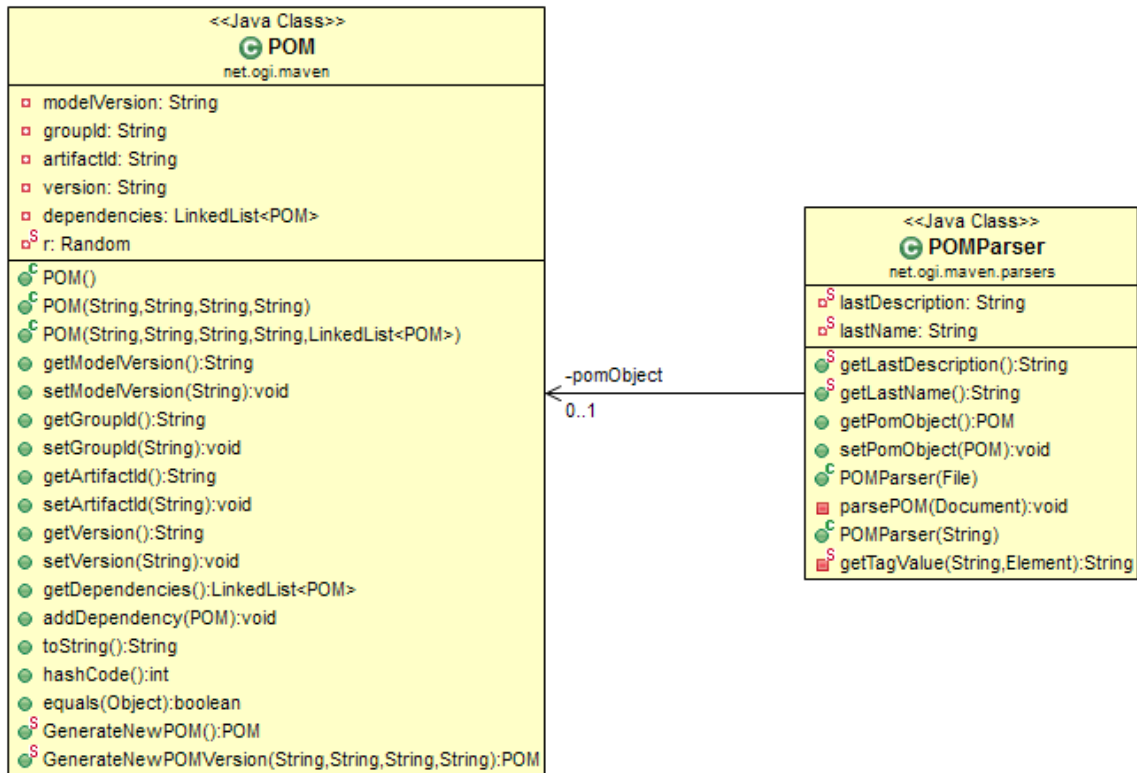 <<Java Class>>
C POM
net.ogi.maven
modelVersion: String
groupId: String
artifactId: String
version: String
dependencies: LinkedList<POM>
S r: Random
C POM()
C POM(String,String,String,String)
C POM(String,String,String,String,LinkedList<POM>)
getModelVersion():String
setModelVersion(String):void
getGroupId():String
setGroupId(String):void
getArtifactId():String
setArtifactId(String):void
getVersion():String
setVersion(String):void
getDependencies():LinkedList<POM>
addDependency(POM):void
toString():String
hashCode():int
equals(Object):boolean
S GenerateNewPOM():POM
S GenerateNewPOMVersion(String,String,String,String):POM
-pomObject
0..1
<<Java Class>>
C POMParser
net.ogi.maven.parsers
S lastDescription: String
S lastName: String
S getLastDescription():String
S getLastName():String
getPomObject():POM
setPomObject(POM):void
C POMParser(File)
parsePOM(Document):void
C POMParser(String)
S getTagValue(String,Element):String